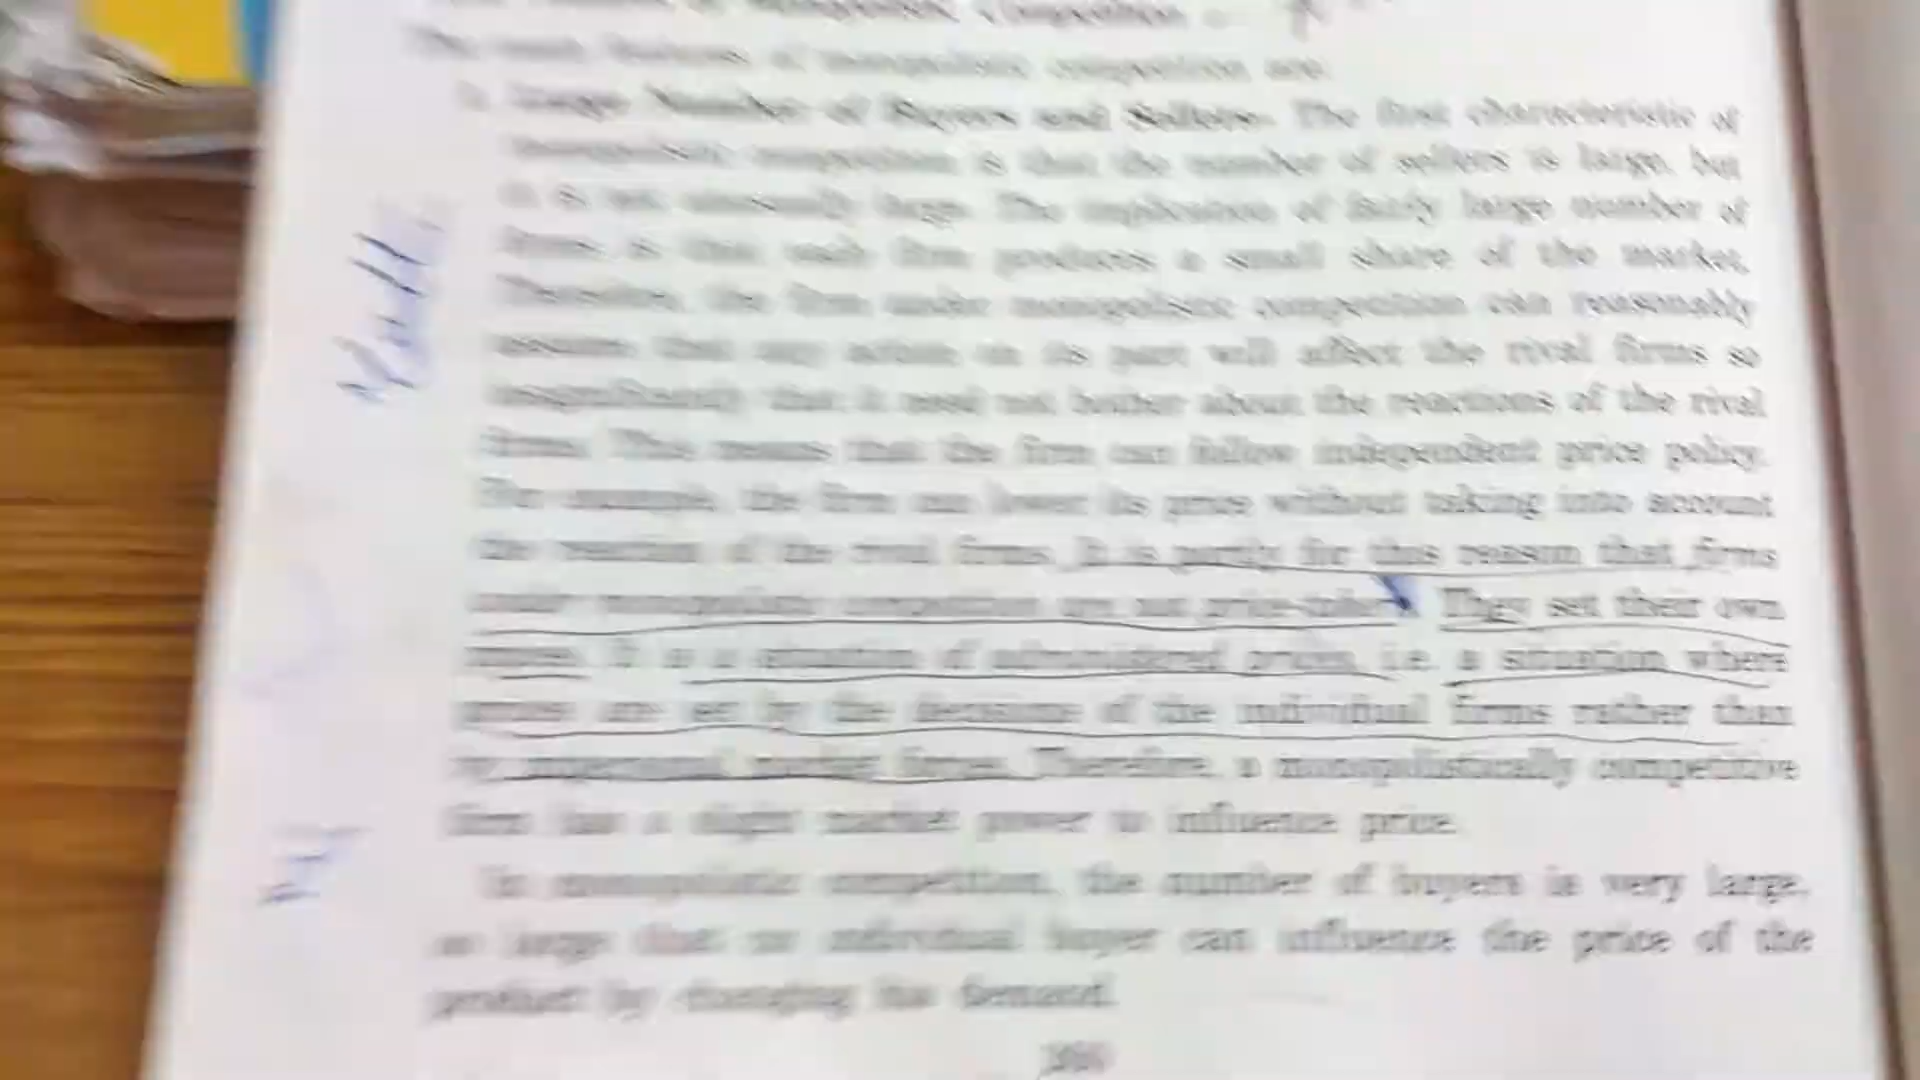 monopolistic competition
The main features of monopolistic competition are
1. Large Number of Buyers and Sellers. The first characteristic of
monopolistic competition is that the number of sellers is large, but
it is not unusually large. The implication of fairly large number of
firms is that each firm produces a small share of the market.
Therefore, the firm under monopolistic competition can reasonably
assume that any action on its part will affect the rival firms so
insignificantly that it need not bother about the reactions of the rival
firms. This means that the firm can follow independent price policy.
For example, the firm can lower its price without taking into account
the reaction of the rival firms. It is partly for this reason that firms
under monopolistic competition are not price-takers. They set their own
prices. It is a situation of administered prices, i.e. a situation where
prices are set by the decisions of the individual firms rather than
by impersonal market forces. Therefore, a monopolistically competitive
firm has a slight market power to influence price.
In monopolistic competition, the number of buyers is very large,
so large that no individual buyer can influence the price of the
product by changing his demand.